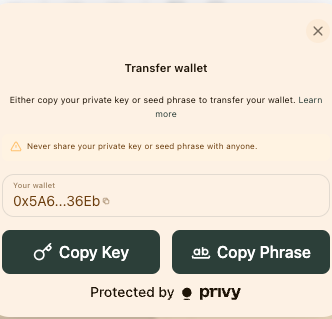 Transfer wallet
Either copy your private key or seed phrase to transfer your wallet. Learn
more
Never share your private key or seed phrase with anyone.
Your wallet
0x5A6...36Eb
Copy Key
ab Copy Phrase
Protected by privy